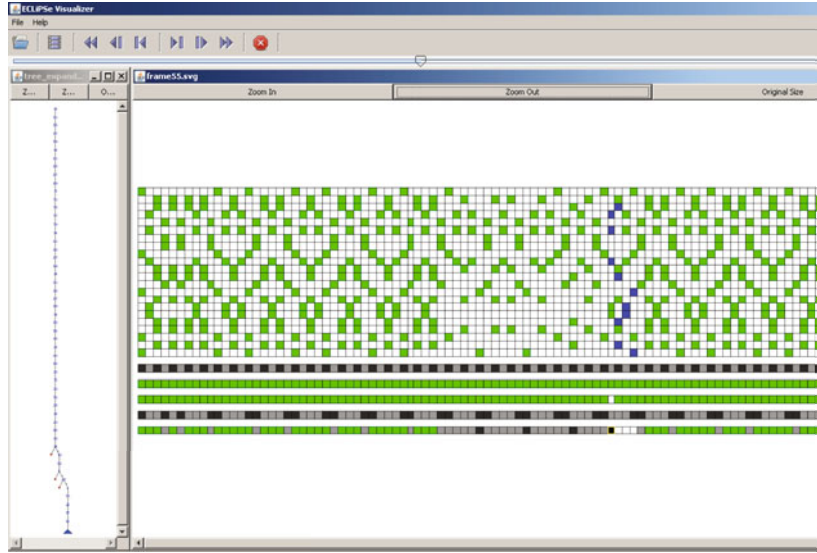 ECLiPSe Visualizer
File Help
tree_expand...
Z...
Z...
O...
frame55.svg
Zoom In
Zoom Out
Original Size